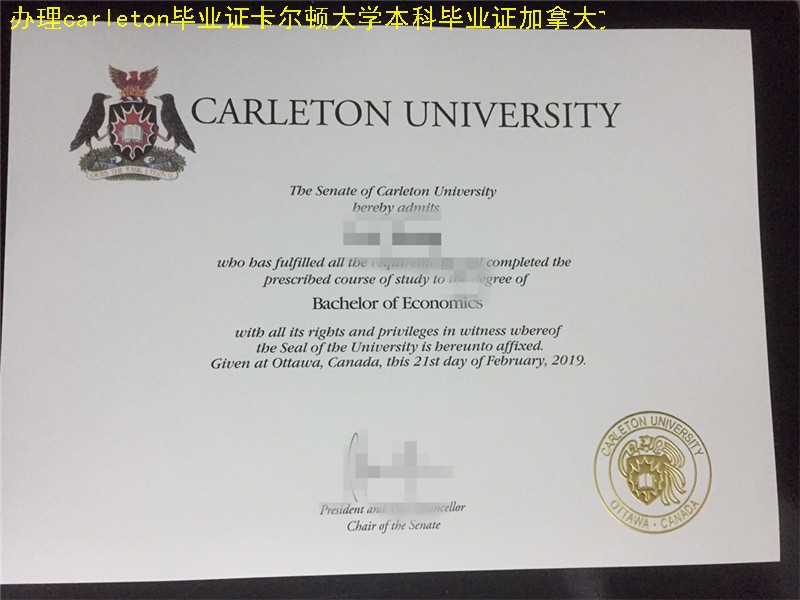 办理carleton毕业证卡尔顿大学本科毕业证加拿大
CARLETON UNIVERSITY
The Senate of Carleton University
hereby admits
who has fulfilled all the completed the
prescribed course of study to degree of
Bachelor of Economics
with all its rights and privileges in witness whereof
the Seal of the University is hereunto affixed.
Given at Ottawa, Canada, this 21st day of February, 2019.
President and
Chair of the Senate
CARLETON UNIVERSITY
OTTAWA · CANADA